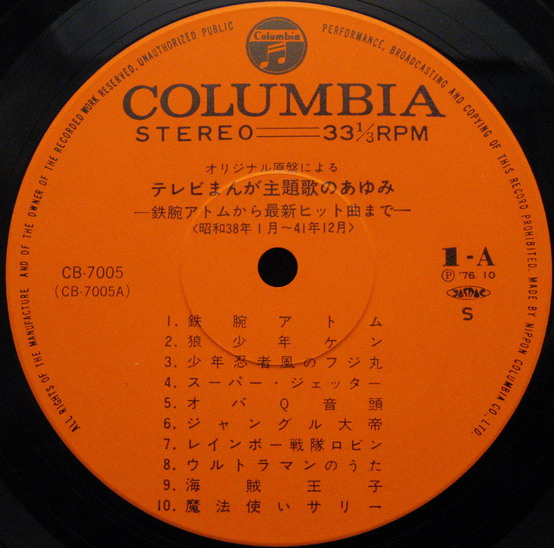 Columbia
COLUMBIA
STEREO 33 1/3 RPM
オリジナル原盤による
テレビまんが主題歌のあゆみ
—鉄腕アトムから最新ヒット曲まで—
〈昭和38年1月〜41年12月〉
CB-7005
(CB-7005A)
1-A
Ⓟ '76. 10
JASRAC
S
1. 鉄腕アトム
2. 狼少年ケン
3. 少年忍者風のフジ丸
4. スーパー・ジェッター
5. オバQ音頭
6. ジャングル大帝
7. レインボー戦隊ロビン
8. ウルトラマンのうた
9. 海賊王子
10. 魔法使いサリー
ALL RIGHTS OF THE MANUFACTURE AND OF THE OWNER OF THE RECORDED WORK RESERVED. UNAUTHORIZED PUBLIC PERFORMANCE, BROADCASTING AND COPYING OF THIS RECORD PROHIBITED. MADE BY NIPPON COLUMBIA CO. LTD.